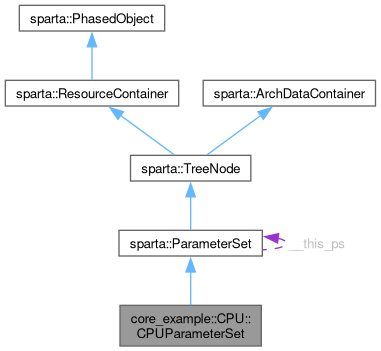 sparta::PhasedObject
sparta::ResourceContainer
sparta::ArchDataContainer
sparta::TreeNode
sparta::ParameterSet
__this_ps
core_example::CPU::
CPUParameterSet